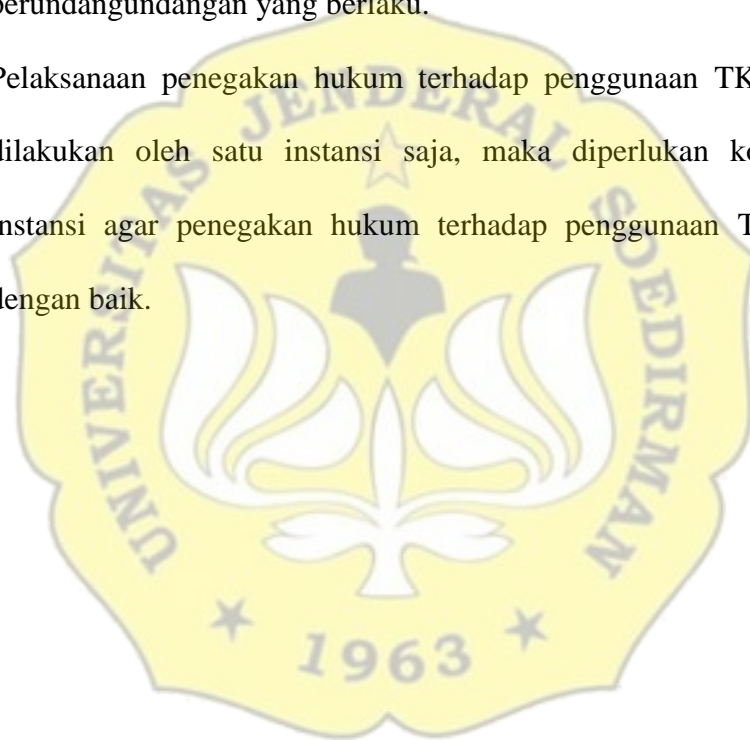 perundangundangan yang berlaku.
Pelaksanaan penegakan hukum terhadap penggunaan TK
dilakukan oleh satu instansi saja, maka diperlukan ko
instansi agar penegakan hukum terhadap penggunaan T
dengan baik.
UNIVERSITAS JENDERAL SOEDIRMAN
1963